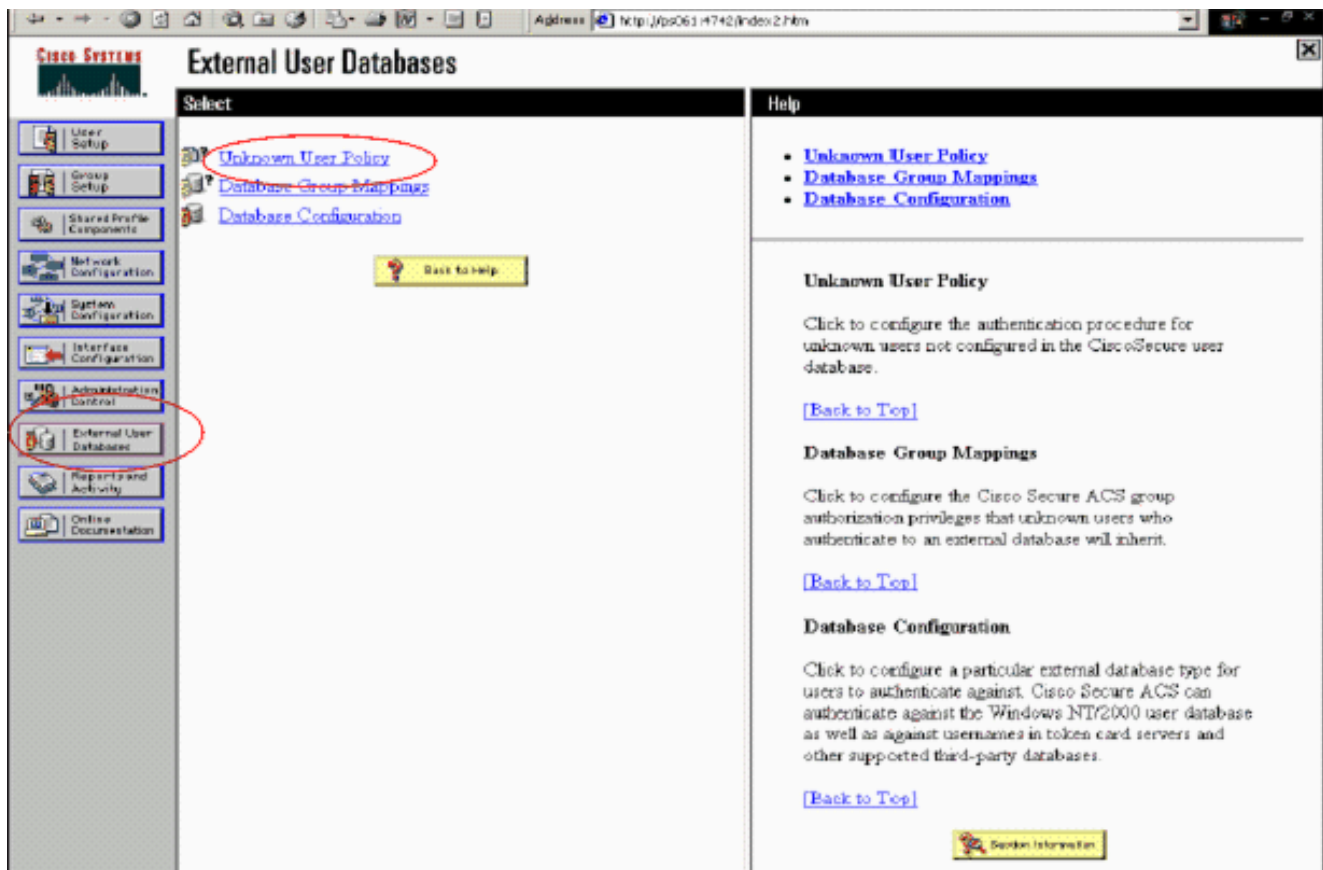 Address http://ps061:4742/index2.htm
CISCO SYSTEMS
External User Databases
Select
Help
User
Setup
Group
Setup
Shared Profile
Components
Network
Configuration
System
Configuration
Interface
Configuration
Administration
Control
External User
Databases
Reports and
Activity
Online
Documentation
Unknown User Policy
Database Group Mappings
Database Configuration
Back to Help
• Unknown User Policy
• Database Group Mappings
• Database Configuration
Unknown User Policy
Click to configure the authentication procedure for
unknown users not configured in the CiscoSecure user
database.
[Back to Top]
Database Group Mappings
Click to configure the Cisco Secure ACS group
authorization privileges that unknown users who
authenticate to an external database will inherit.
[Back to Top]
Database Configuration
Click to configure a particular external database type for
users to authenticate against. Cisco Secure ACS can
authenticate against the Windows NT/2000 user database
as well as against usernames in token card servers and
other supported third-party databases.
[Back to Top]
Section Information